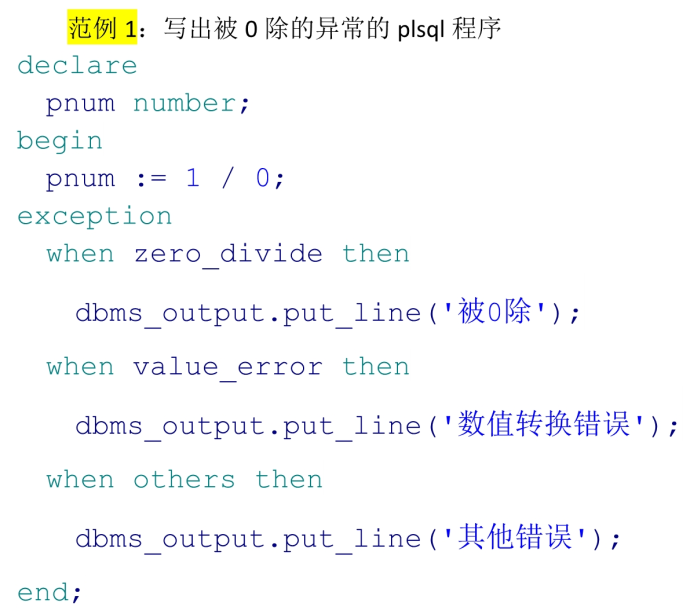 范例 1：写出被 0 除的异常的 plsql 程序
declare
  pnum number;
begin
  pnum := 1 / 0;
exception
  when zero_divide then
    dbms_output.put_line('被0除');
  when value_error then
    dbms_output.put_line('数值转换错误');
  when others then
    dbms_output.put_line('其他错误');
end;